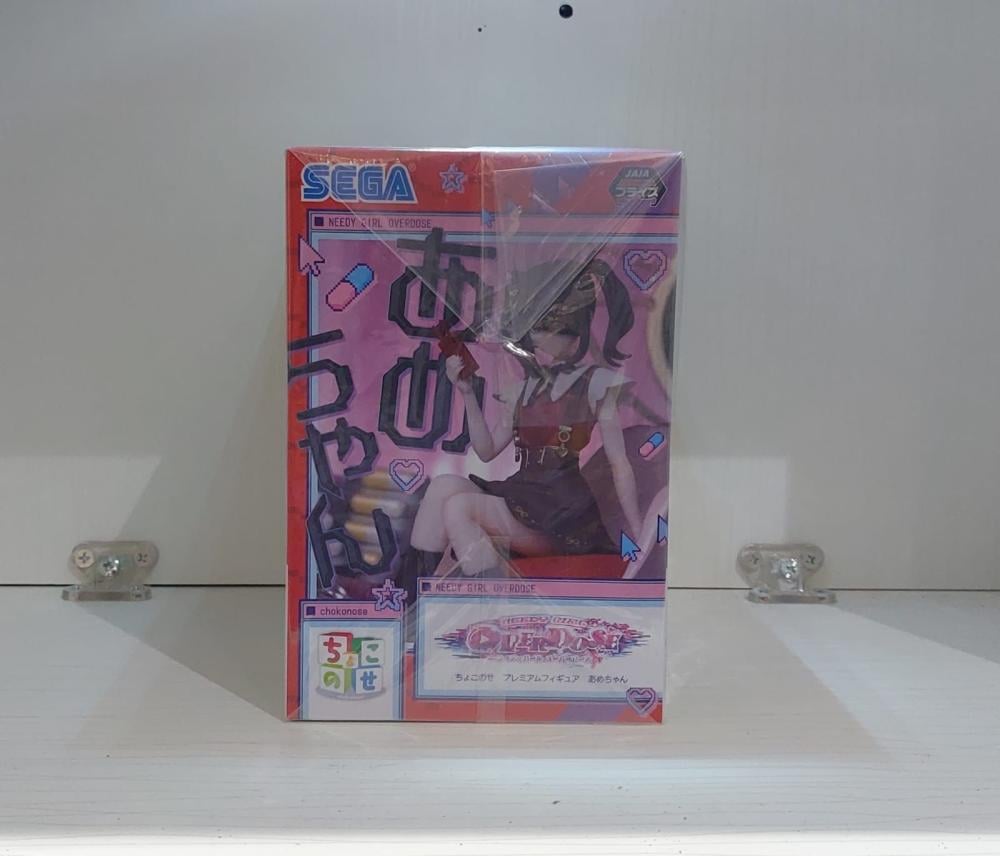 SEGA
JAIA
プライズ
NEEDY GIRL OVERDOSE
あめ
ちゃん
NEEDY GIRL OVERDOSE
chokonose
ちょこ
のせ
NEEDY GIRL
OVERDOSE
ちょこのせ プレミアムフィギュア あめちゃん